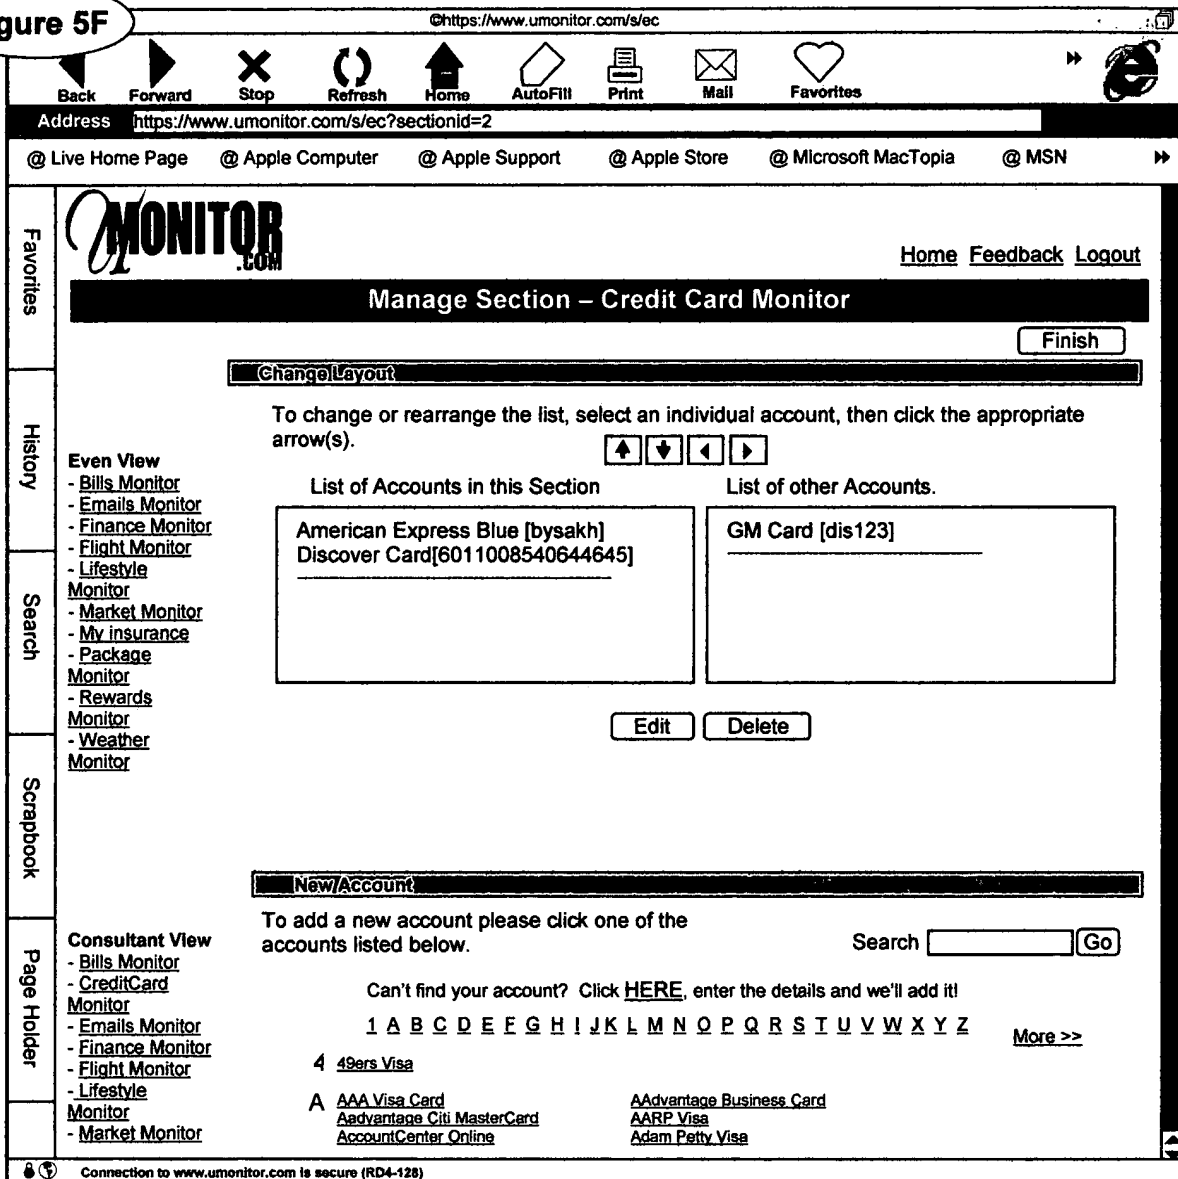 gure 5F
©https://www.umonitor.com/s/ec
Back Forward Stop Refresh Home AutoFill Print Mail Favorites
Address https://www.umonitor.com/s/ec?sectionid=2
@ Live Home Page @ Apple Computer @ Apple Support @ Apple Store @ Microsoft MacTopia @ MSN
Favorites
History
Search
Scrapbook
Page Holder
UMONITOR
.COM
Home Feedback Logout
Manage Section – Credit Card Monitor
Finish
Change Layout
To change or rearrange the list, select an individual account, then click the appropriate
arrow(s).
List of Accounts in this Section
List of other Accounts.
American Express Blue [bysakh]
Discover Card[6011008540644645]
GM Card [dis123]
Edit Delete
Even View
- Bills Monitor
- Emails Monitor
- Finance Monitor
- Flight Monitor
- Lifestyle
Monitor
- Market Monitor
- My insurance
- Package
Monitor
- Rewards
Monitor
- Weather
Monitor
New Account
To add a new account please click one of the
accounts listed below.
Search Go
Can't find your account? Click HERE, enter the details and we'll add it!
1 A B C D E F G H I J K L M N O P Q R S T U V W X Y Z
More >>
4 49ers Visa
A AAA Visa Card AAdvantage Business Card
Aadvantage Citi MasterCard AARP Visa
AccountCenter Online Adam Petty Visa
Consultant View
- Bills Monitor
- CreditCard
Monitor
- Emails Monitor
- Finance Monitor
- Flight Monitor
- Lifestyle
Monitor
- Market Monitor
Connection to www.umonitor.com is secure (RD4-128)